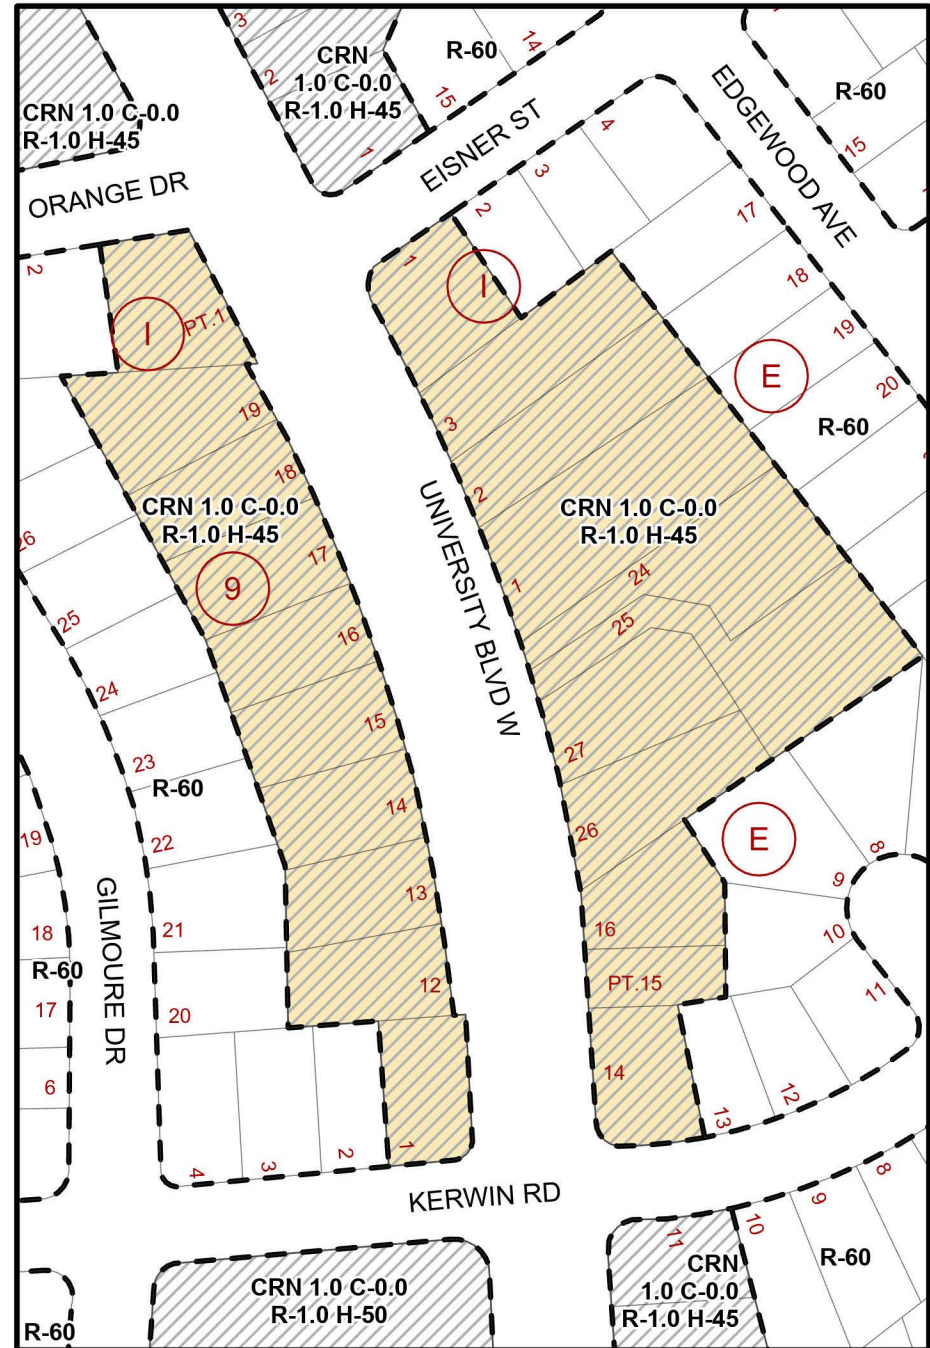 3
2
CRN
1.0 C-0.0
R-1.0 H-45
1
R-60
14
15
EDGEWOOD AVE
R-60
15
CRN 1.0 C-0.0
R-1.0 H-45
ORANGE DR
EISNER ST
4
3
2
1
17
18
19
20
E
R-60
2
I
PT.1
I
19
18
17
16
15
14
13
12
1
CRN 1.0 C-0.0
R-1.0 H-45
9
3
2
1
UNIVERSITY BLVD W
CRN 1.0 C-0.0
R-1.0 H-45
24
25
27
26
16
PT.15
14
26
25
24
23
R-60
22
21
20
19
18
R-60
17
6
GILMOURE DR
E
8
9
10
11
12
13
4
3
2
KERWIN RD
8
9
10
11
CRN
1.0 C-0.0
R-1.0 H-45
R-60
CRN 1.0 C-0.0
R-1.0 H-50
R-60